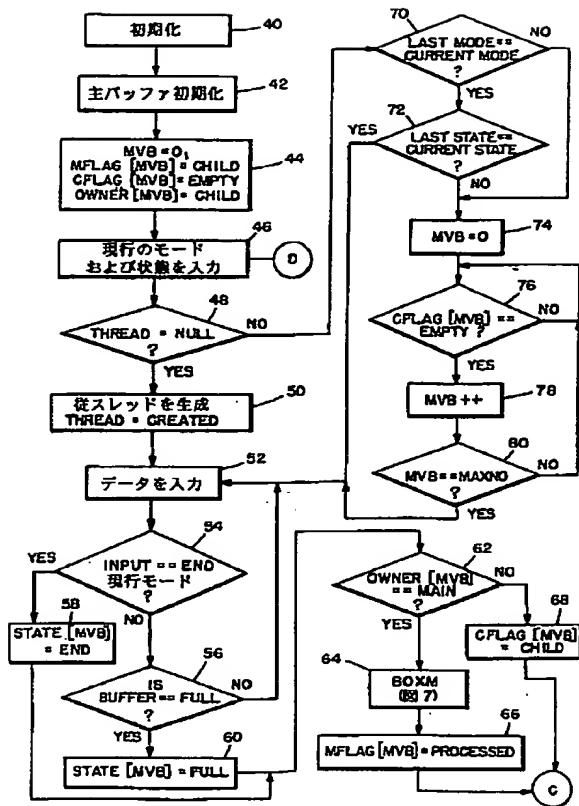 初期化
40
主バッファ初期化
42
MVB=0,
MFLAG [MVB]=CHILD
CFLAG [MVB]=EMPTY
OWNER [MVB]=CHILD
44
現行のモード
および状態を入力
46
D
THREAD = NULL
?
48
NO
YES
従スレッドを生成
THREAD = CREATED
50
データを入力
52
INPUT == END
現行モード
?
54
YES
NO
STATE [MVB]
= END
58
IS
BUFFER== FULL
?
56
NO
YES
STATE [MVB] = FULL
60
LAST MODE==
CURRENT MODE
?
70
NO
YES
LAST STATE==
CURRENT STATE
?
72
YES
NO
MVB = 0
74
CFLAG [MVB]==
EMPTY ?
76
NO
YES
MVB ++
78
MVB==MAXNO
?
80
NO
YES
OWNER [MVB]
== MAIN
?
62
NO
YES
CFLAG [MVB]
= CHILD
68
BOXM
(図 7)
64
MFLAG [MVB]=PROCESSED
66
C